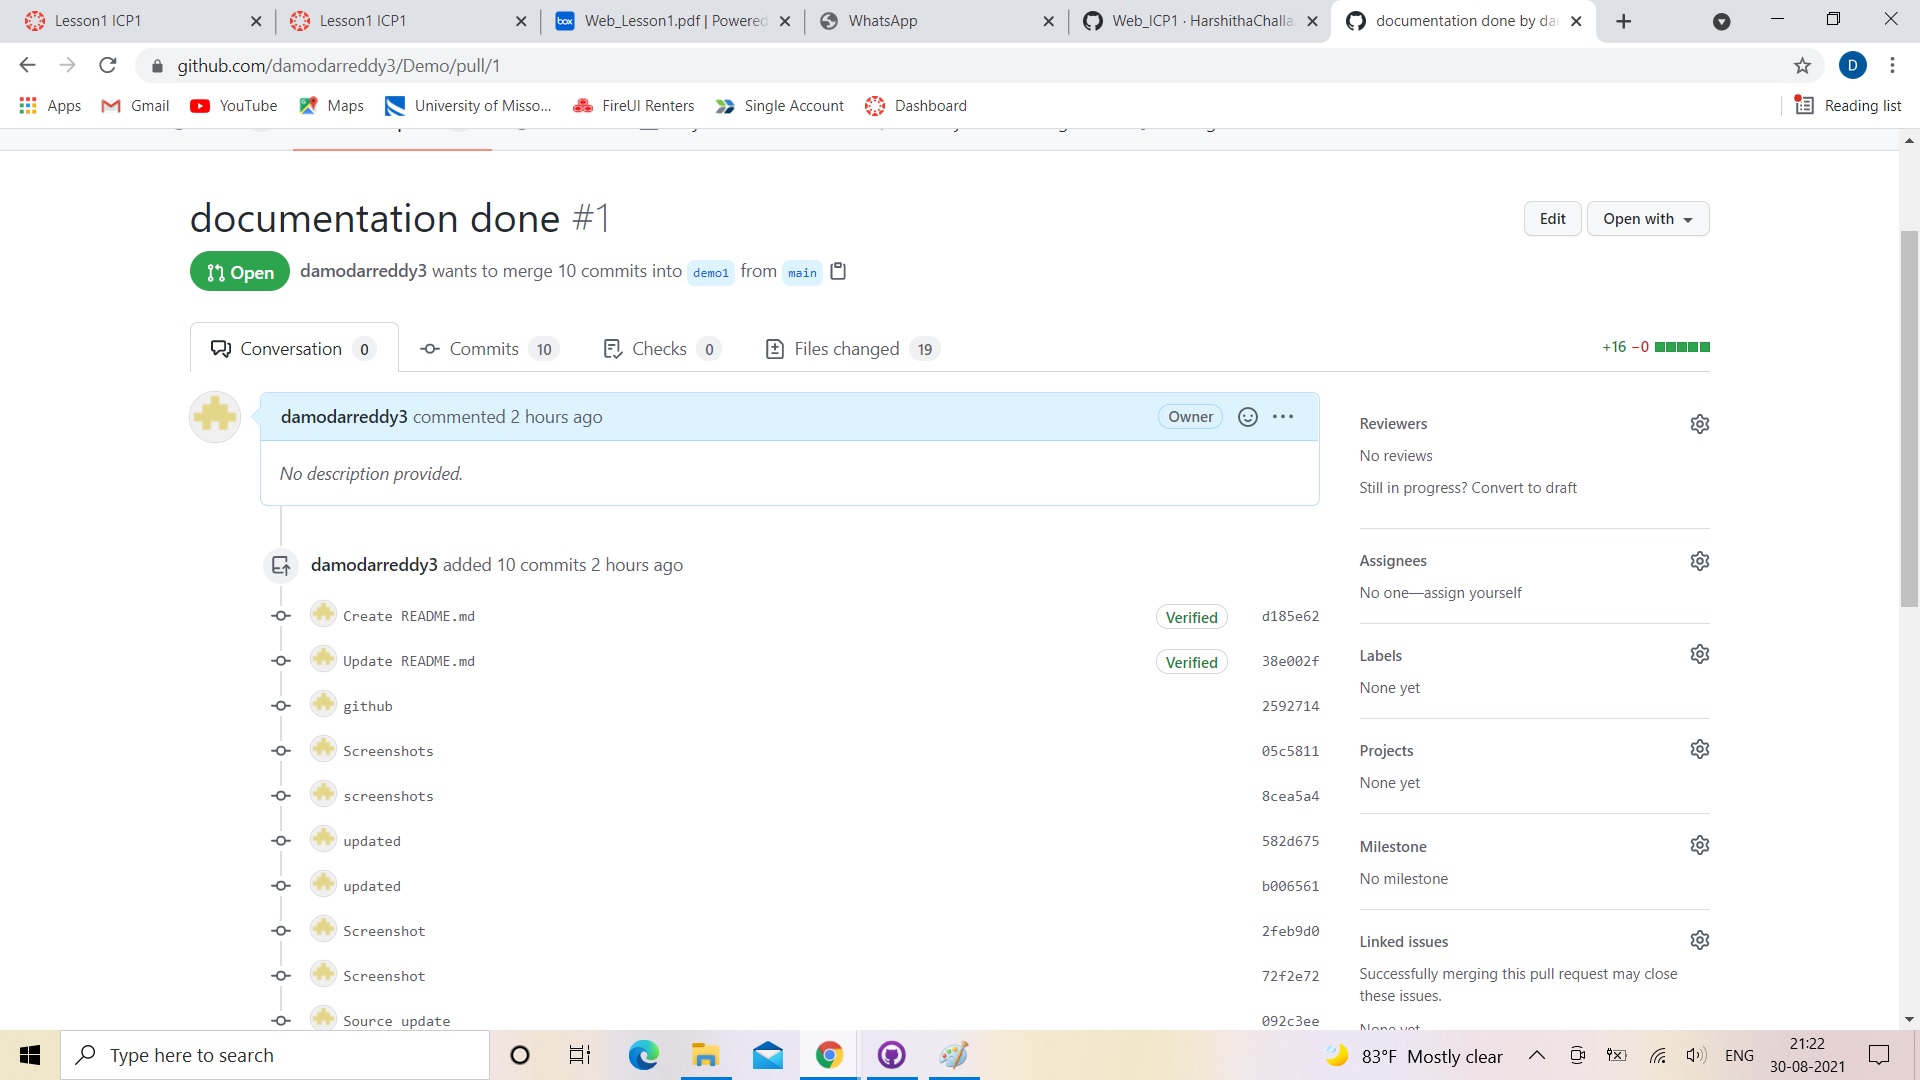 Lesson1 ICP1
Lesson1 ICP1
Web_Lesson1.pdf | Powered
WhatsApp
Web_ICP1 · HarshithaChalla
documentation done by da
github.com/damodarreddy3/Demo/pull/1
D
Apps
Gmail
YouTube
Maps
University of Misso...
FireUI Renters
Single Account
Dashboard
Reading list
documentation done #1
Edit
Open with
Open
damodarreddy3 wants to merge 10 commits into demo1 from main
Conversation 0
Commits 10
Checks 0
Files changed 19
+16 −0
damodarreddy3 commented 2 hours ago
Owner
No description provided.
damodarreddy3 added 10 commits 2 hours ago
Create README.md Verified d185e62
Update README.md Verified 38e002f
github 2592714
Screenshots 05c5811
screenshots 8cea5a4
updated 582d675
updated b006561
Screenshot 2feb9d0
Screenshot 72f2e72
Source update 092c3ee
Reviewers
No reviews
Still in progress? Convert to draft
Assignees
No one—assign yourself
Labels
None yet
Projects
None yet
Milestone
No milestone
Linked issues
Successfully merging this pull request may close
these issues.
None yet
box
Type here to search
83°F Mostly clear
ENG
21:22
30-08-2021